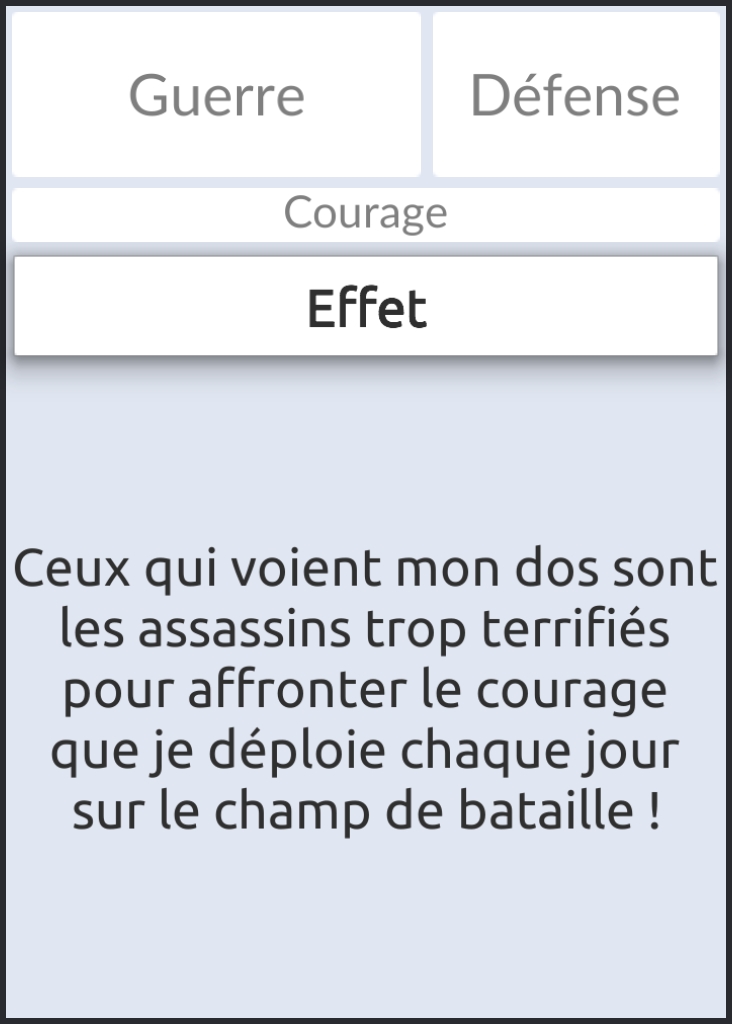 Guerre
Défense
Courage
Effet
Ceux qui voient mon dos sont
les assassins trop terrifiés
pour affronter le courage
que je déploie chaque jour
sur le champ de bataille !